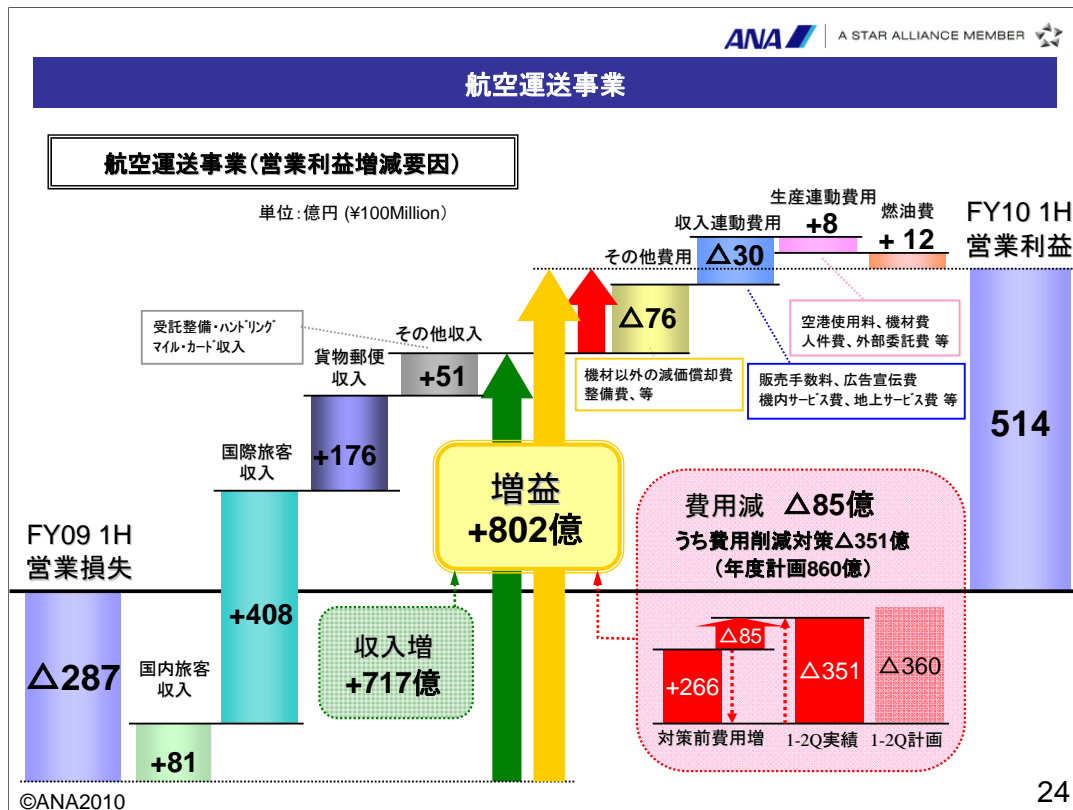 ANA A STAR ALLIANCE MEMBER
航空運送事業
航空運送事業(営業利益増減要因)
単位:億円 (¥100Million)
FY09 1H
営業損失
△287
国内旅客
収入
+81
国際旅客
収入
+408
貨物郵便
収入
+176
その他収入
+51
受託整備・ハンドリング
マイル・カード収入
収入増
+717億
増益
+802億
その他費用
△76
機材以外の減価償却費
整備費、等
収入連動費用
△30
販売手数料、広告宣伝費
機内サービス費、地上サービス費 等
生産連動費用
+8
空港使用料、機材費
人件費、外部委託費 等
燃油費
+ 12
FY10 1H
営業利益
514
費用減 △85億
うち費用削減対策△351億
(年度計画860億)
△85
+266
△351
△360
対策前費用増
1-2Q実績
1-2Q計画
©ANA2010
24